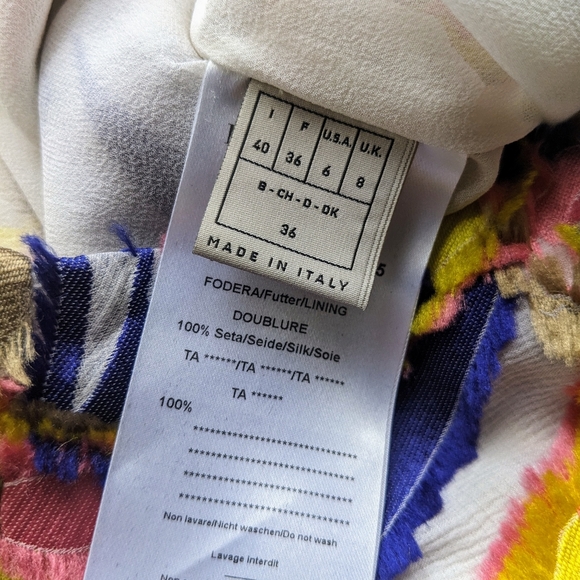 I F U.S.A. U.K.
40 36 6 8
B - CH - D - DK
36
MADE IN ITALY
5
FODERA/Futter/LINING
DOUBLURE
100% Seta/Seide/Silk/Soie
TA ******/TA ******/TA ******
TA ******
100%
******************************
******************************
******************************
******************************
Non lavare/Nicht waschen/Do not wash
Lavage interdit